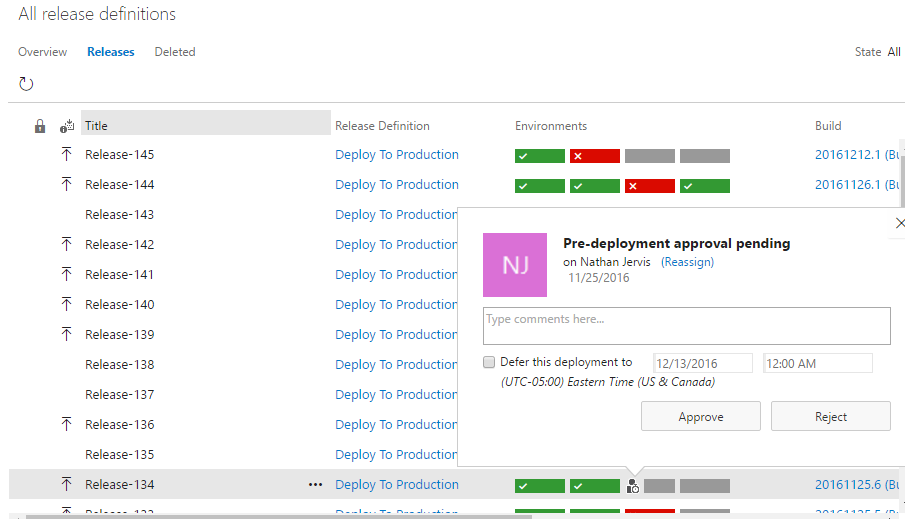 All release definitions
Overview Releases Deleted State All
Title Release Definition Environments Build
Release-145 Deploy To Production 20161212.1 (Bu
Release-144 Deploy To Production 20161126.1 (Bu
Release-143 Deploy To Production
Release-142 Deploy To Production
Release-141 Deploy To Production
Release-140 Deploy To Production
Release-139 Deploy To Production
Release-138 Deploy To Production
Release-137 Deploy To Production
Release-136 Deploy To Production
Release-135 Deploy To Production
Release-134 ... Deploy To Production 20161125.6 (Bu
NJ
Pre-deployment approval pending
on Nathan Jervis (Reassign)
11/25/2016
Type comments here...
Defer this deployment to 12/13/2016 12:00 AM
(UTC-05:00) Eastern Time (US & Canada)
Approve Reject